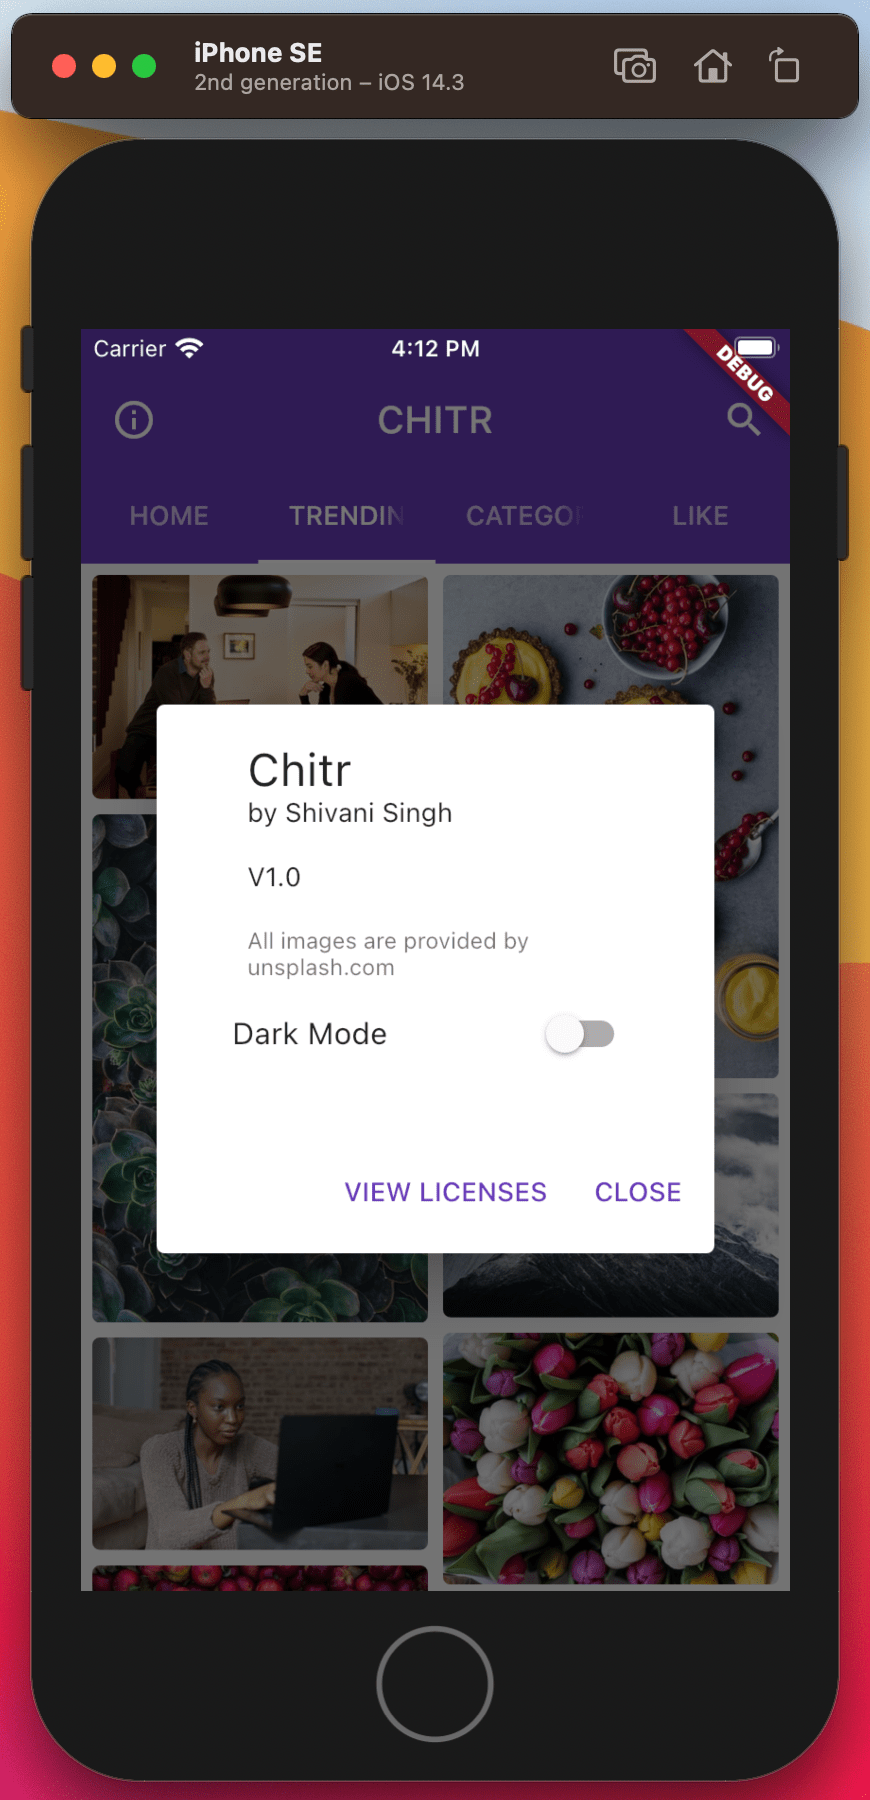 iPhone SE
2nd generation – iOS 14.3
Carrier 4:12 PM
DEBUG
CHITR
HOME TRENDIN CATEGOR LIKE
Chitr
by Shivani Singh
V1.0
All images are provided by
unsplash.com
Dark Mode
VIEW LICENSES CLOSE